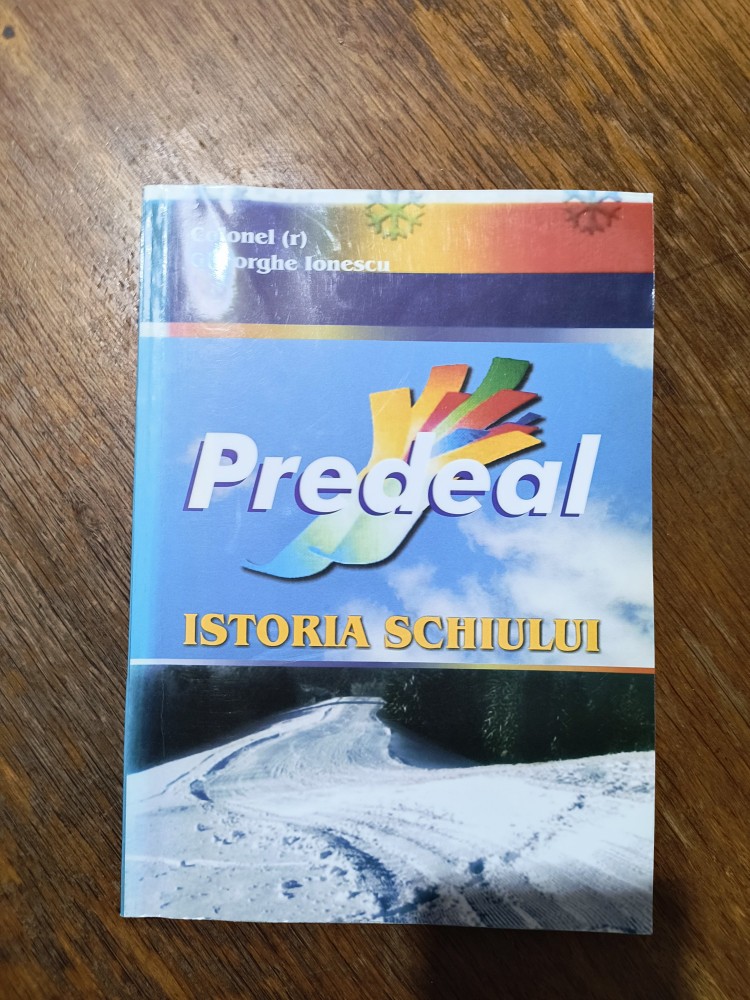 Colonel (r)
Gheorghe Ionescu
Predeal
ISTORIA SCHIULUI